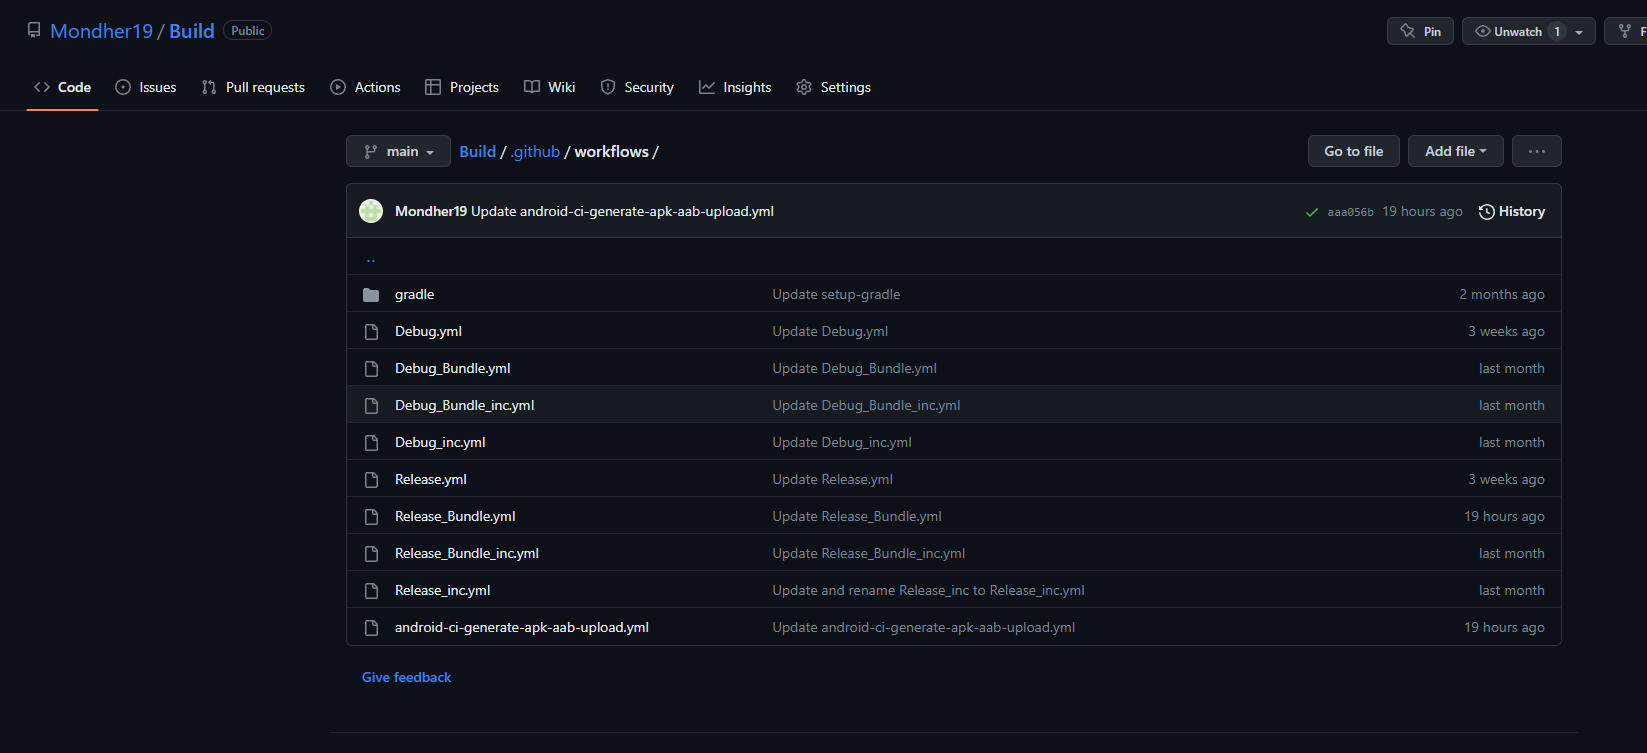 Mondher19 / Build Public
Pin Unwatch 1 F
Code Issues Pull requests Actions Projects Wiki Security Insights Settings
main Build / .github / workflows / Go to file Add file ...
Mondher19 Update android-ci-generate-apk-aab-upload.yml aaa056b 19 hours ago History
..
gradle Update setup-gradle 2 months ago
Debug.yml Update Debug.yml 3 weeks ago
Debug_Bundle.yml Update Debug_Bundle.yml last month
Debug_Bundle_inc.yml Update Debug_Bundle_inc.yml last month
Debug_inc.yml Update Debug_inc.yml last month
Release.yml Update Release.yml 3 weeks ago
Release_Bundle.yml Update Release_Bundle.yml 19 hours ago
Release_Bundle_inc.yml Update Release_Bundle_inc.yml last month
Release_inc.yml Update and rename Release_inc to Release_inc.yml last month
android-ci-generate-apk-aab-upload.yml Update android-ci-generate-apk-aab-upload.yml 19 hours ago
Give feedback